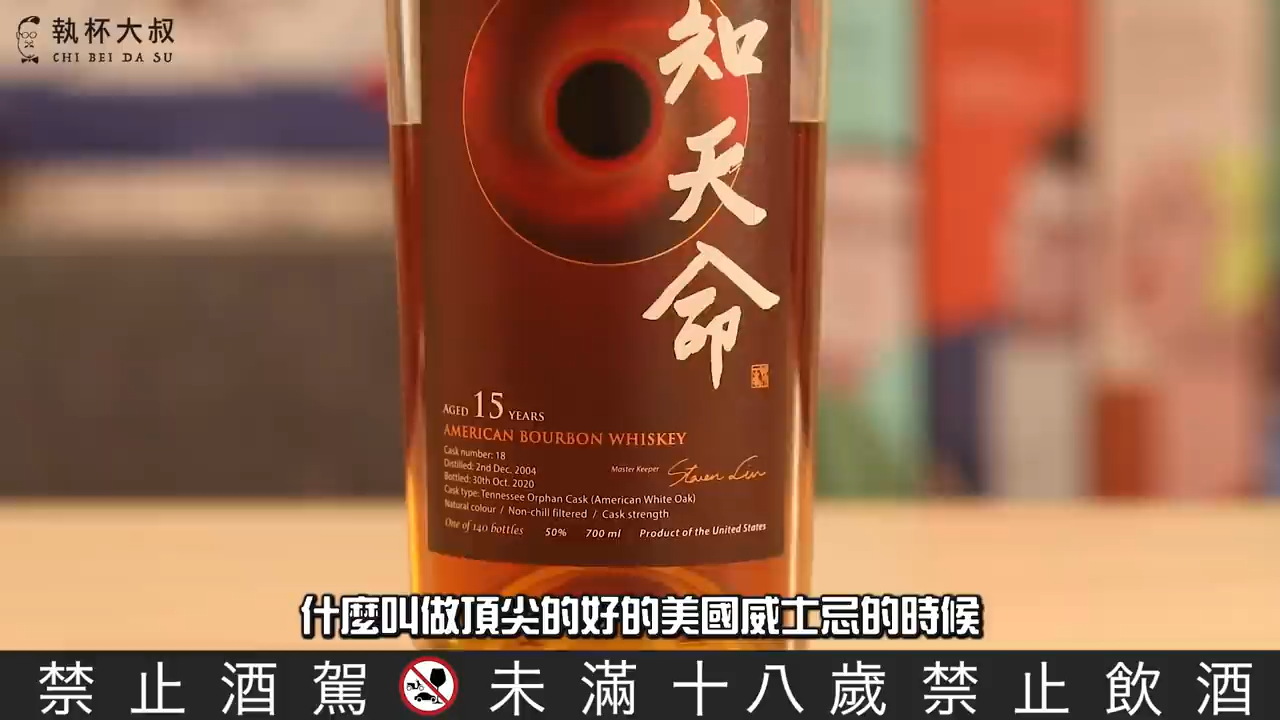 執杯大叔
CHI BEI DA SU
知天命
AGED 15 YEARS
AMERICAN BOURBON WHISKEY
Cask number: 18
Distilled: 2nd Dec. 2004
Bottled: 30th Oct. 2020
Master Keeper Steven Lin
Cask type: Tennessee Orphan Cask (American White Oak)
Natural colour / Non-chill filtered / Cask strength
One of 140 bottles 50% 700 ml Product of the United States
什麼叫做頂尖的好的美國威士忌的時候
禁止酒駕 未滿十八歲禁止飲酒